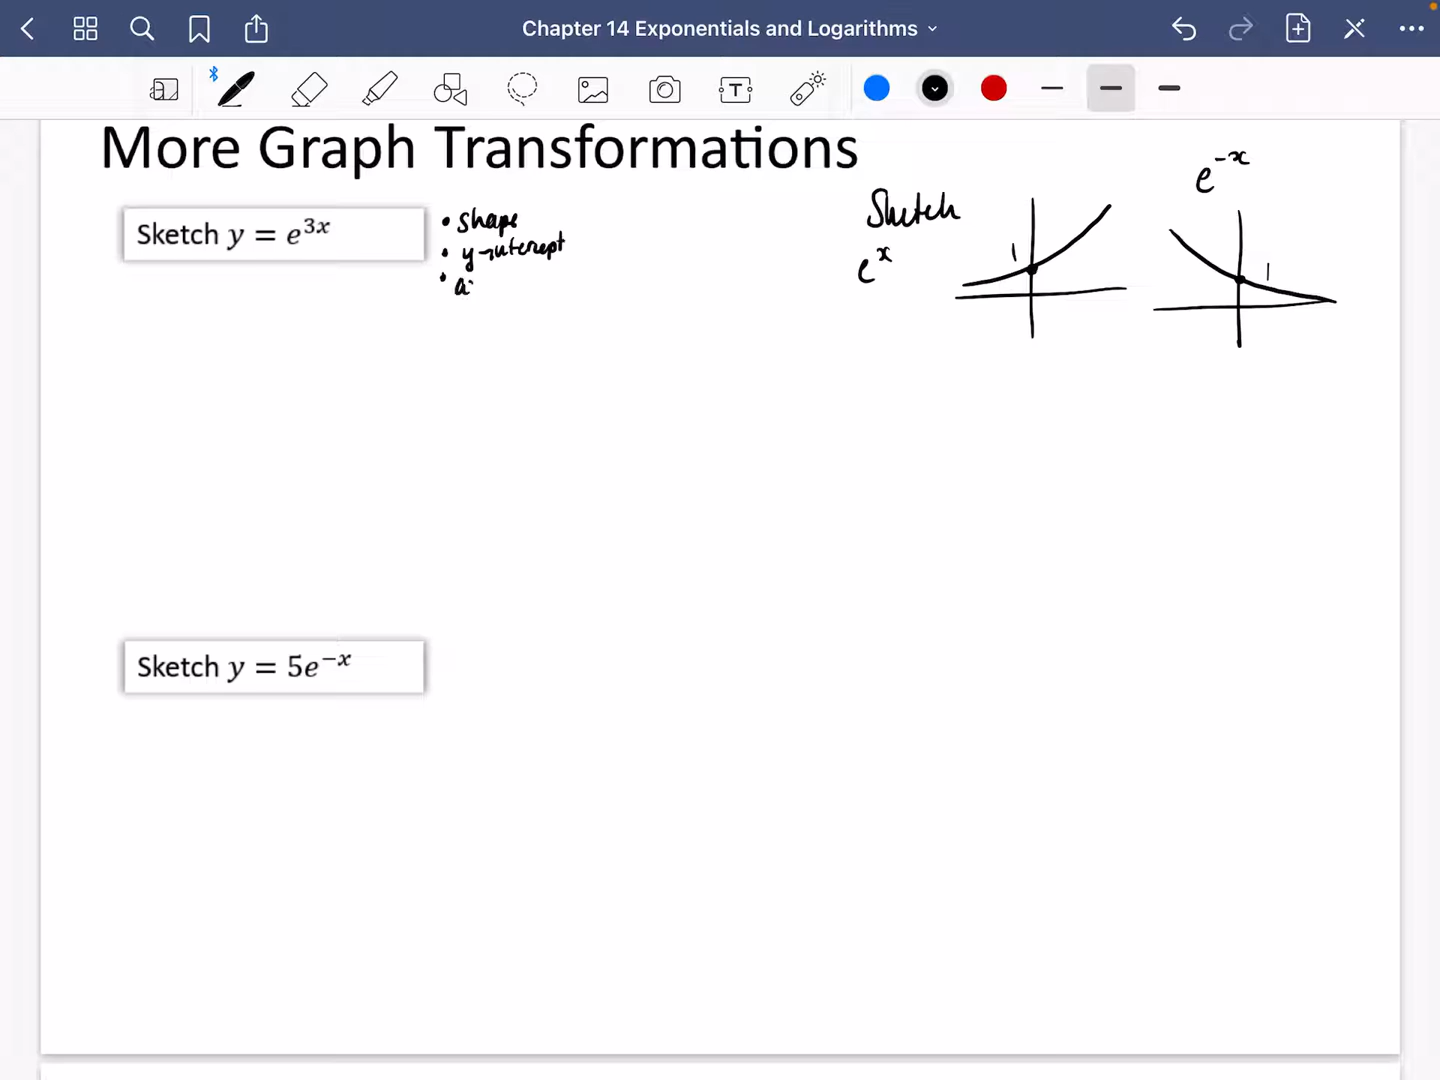 Chapter 14 Exponentials and Logarithms
More Graph Transformations
Sketch y = e^{3x}
• shape
• y-intercept
• a
Sketch
e^x
1
e^{-x}
1
Sketch y = 5e^{-x}